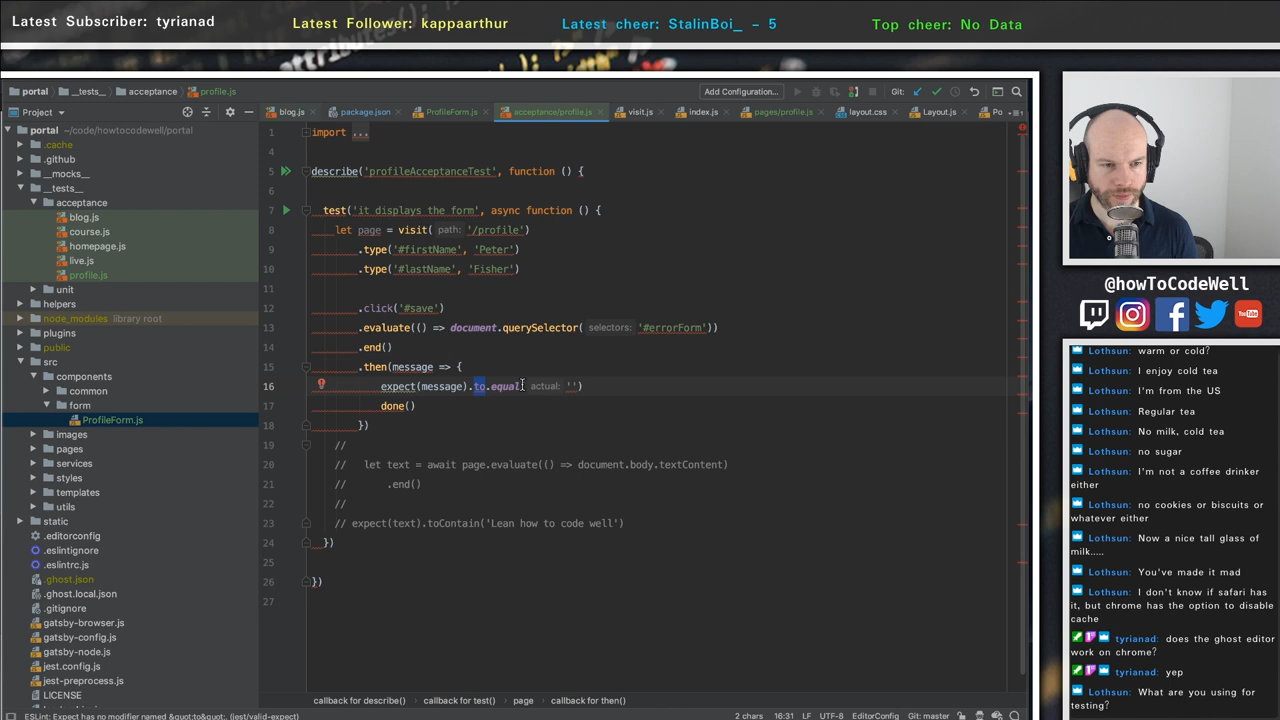 Latest Subscriber: tyrianad
Latest Follower: kappaarthur
Latest cheer: StalinBoi_ - 5
Top cheer: No Data
portal
__tests__
acceptance
profile.js
Add Configuration...
Git:
Project
blog.js
package.json
ProfileForm.js
acceptance/profile.js
visit.js
index.js
pages/profile.js
layout.css
Layout.js
Po
portal ~/code/howtocodewell/portal
.cache
.github
__mocks__
__tests__
acceptance
blog.js
course.js
homepage.js
live.js
profile.js
unit
helpers
node_modules library root
plugins
public
src
components
common
form
ProfileForm.js
images
pages
services
styles
templates
utils
static
.editorconfig
.eslintignore
.eslintrc.js
.ghost.json
.ghost.local.json
.gitignore
gatsby-browser.js
gatsby-config.js
gatsby-node.js
jest.config.js
jest-preprocess.js
LICENSE
1 import ...
4
5 describe('profileAcceptanceTest', function () {
6
7 test('it displays the form', async function () {
8 let page = visit( path: '/profile')
9 .type('#firstName', 'Peter')
10 .type('#lastName', 'Fisher')
11
12 .click('#save')
13 .evaluate(() => document.querySelector( selectors: '#errorForm'))
14 .end()
15 .then(message => {
16 expect(message).to.equal( actual: '')
17 done()
18 })
19 //
20 // let text = await page.evaluate(() => document.body.textContent)
21 // .end()
22 //
23 // expect(text).toContain('Lean how to code well')
24 })
25
26 })
27
callback for describe()
callback for test()
page
callback for then()
ESLint: Expect has no modifier named &quot;to&quot;. (jest/valid-expect)
2 chars
16:31
LF
UTF-8
EditorConfig
Git: master
@howToCodeWell
You Tube
Lothsun: warm or cold?
Lothsun: I enjoy cold tea
Lothsun: I'm from the US
Lothsun: Regular tea
Lothsun: No milk, cold tea
Lothsun: no sugar
Lothsun: I'm not a coffee drinker
either
Lothsun: no cookies or biscuits or
whatever either
Lothsun: Now a nice tall glass of
milk.....
Lothsun: You've made it mad
Lothsun: I don't know if safari has
it, but chrome has the option to disable
cache
tyrianad: does the ghost editor
work on chrome?
tyrianad: yep
Lothsun: What are you using for
testing?